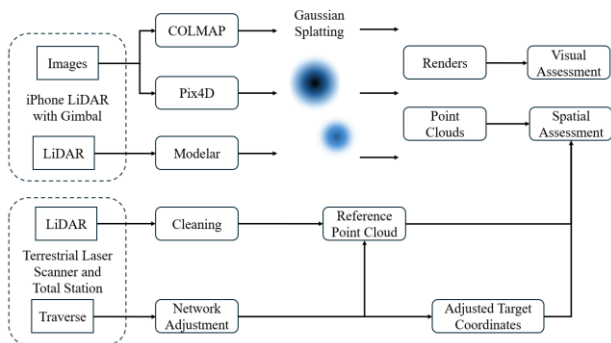 COLMAP
Gaussian
Splatting
Images
Renders
Visual
Assessment
iPhone LiDAR
with Gimbal
Pix4D
Point
Clouds
Spatial
Assessment
LiDAR
Modelar
LiDAR
Cleaning
Reference
Point Cloud
Terrestrial Laser
Scanner and
Total Station
Traverse
Network
Adjustment
Adjusted Target
Coordinates